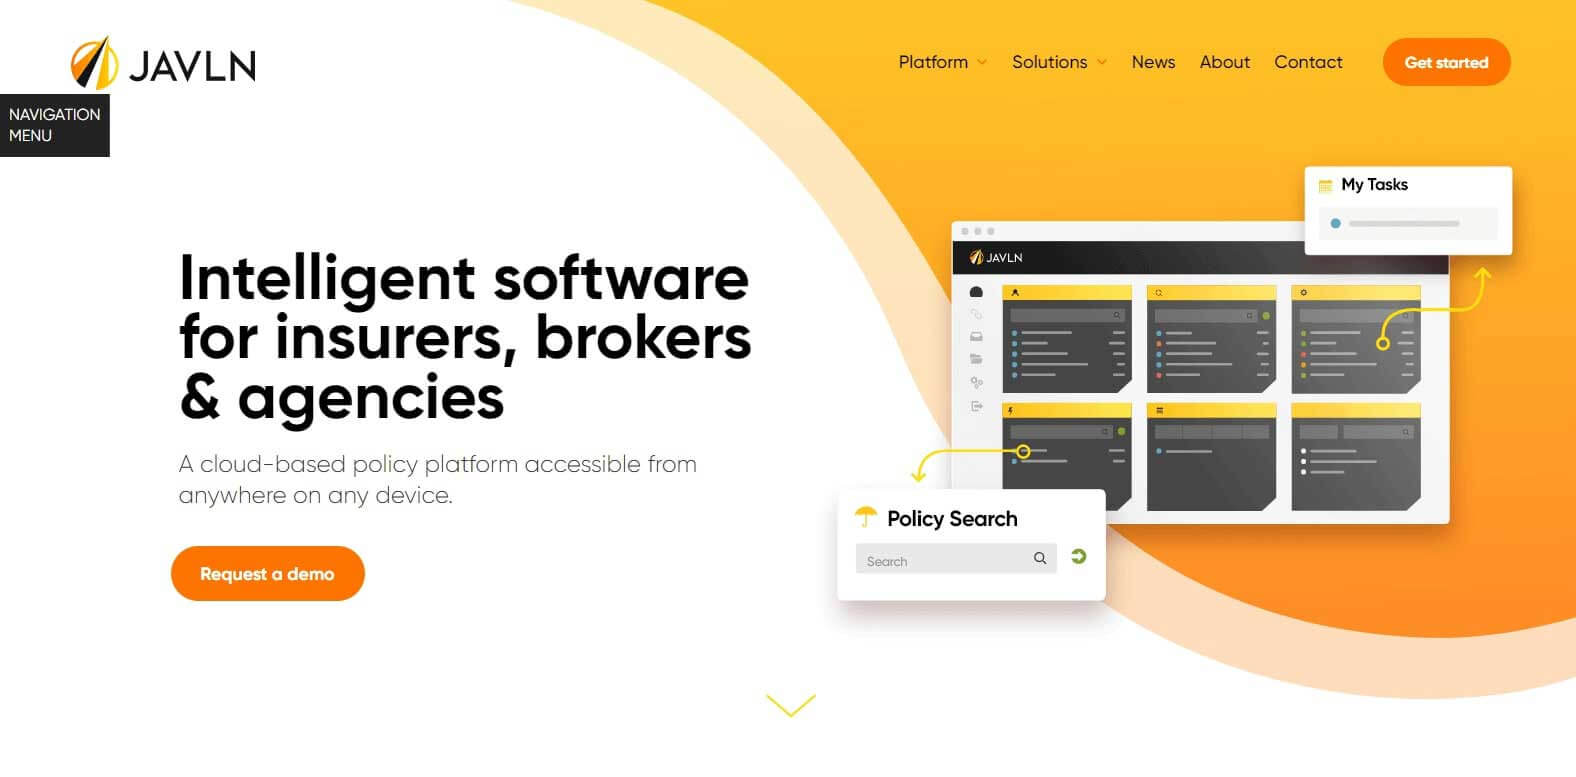 JAVLN
Platform
Solutions
News
About
Contact
Get started
NAVIGATION
MENU
My Tasks
JAVLN
Intelligent software
for insurers, brokers
& agencies
A cloud-based policy platform accessible from
anywhere on any device.
Request a demo
Policy Search
Search